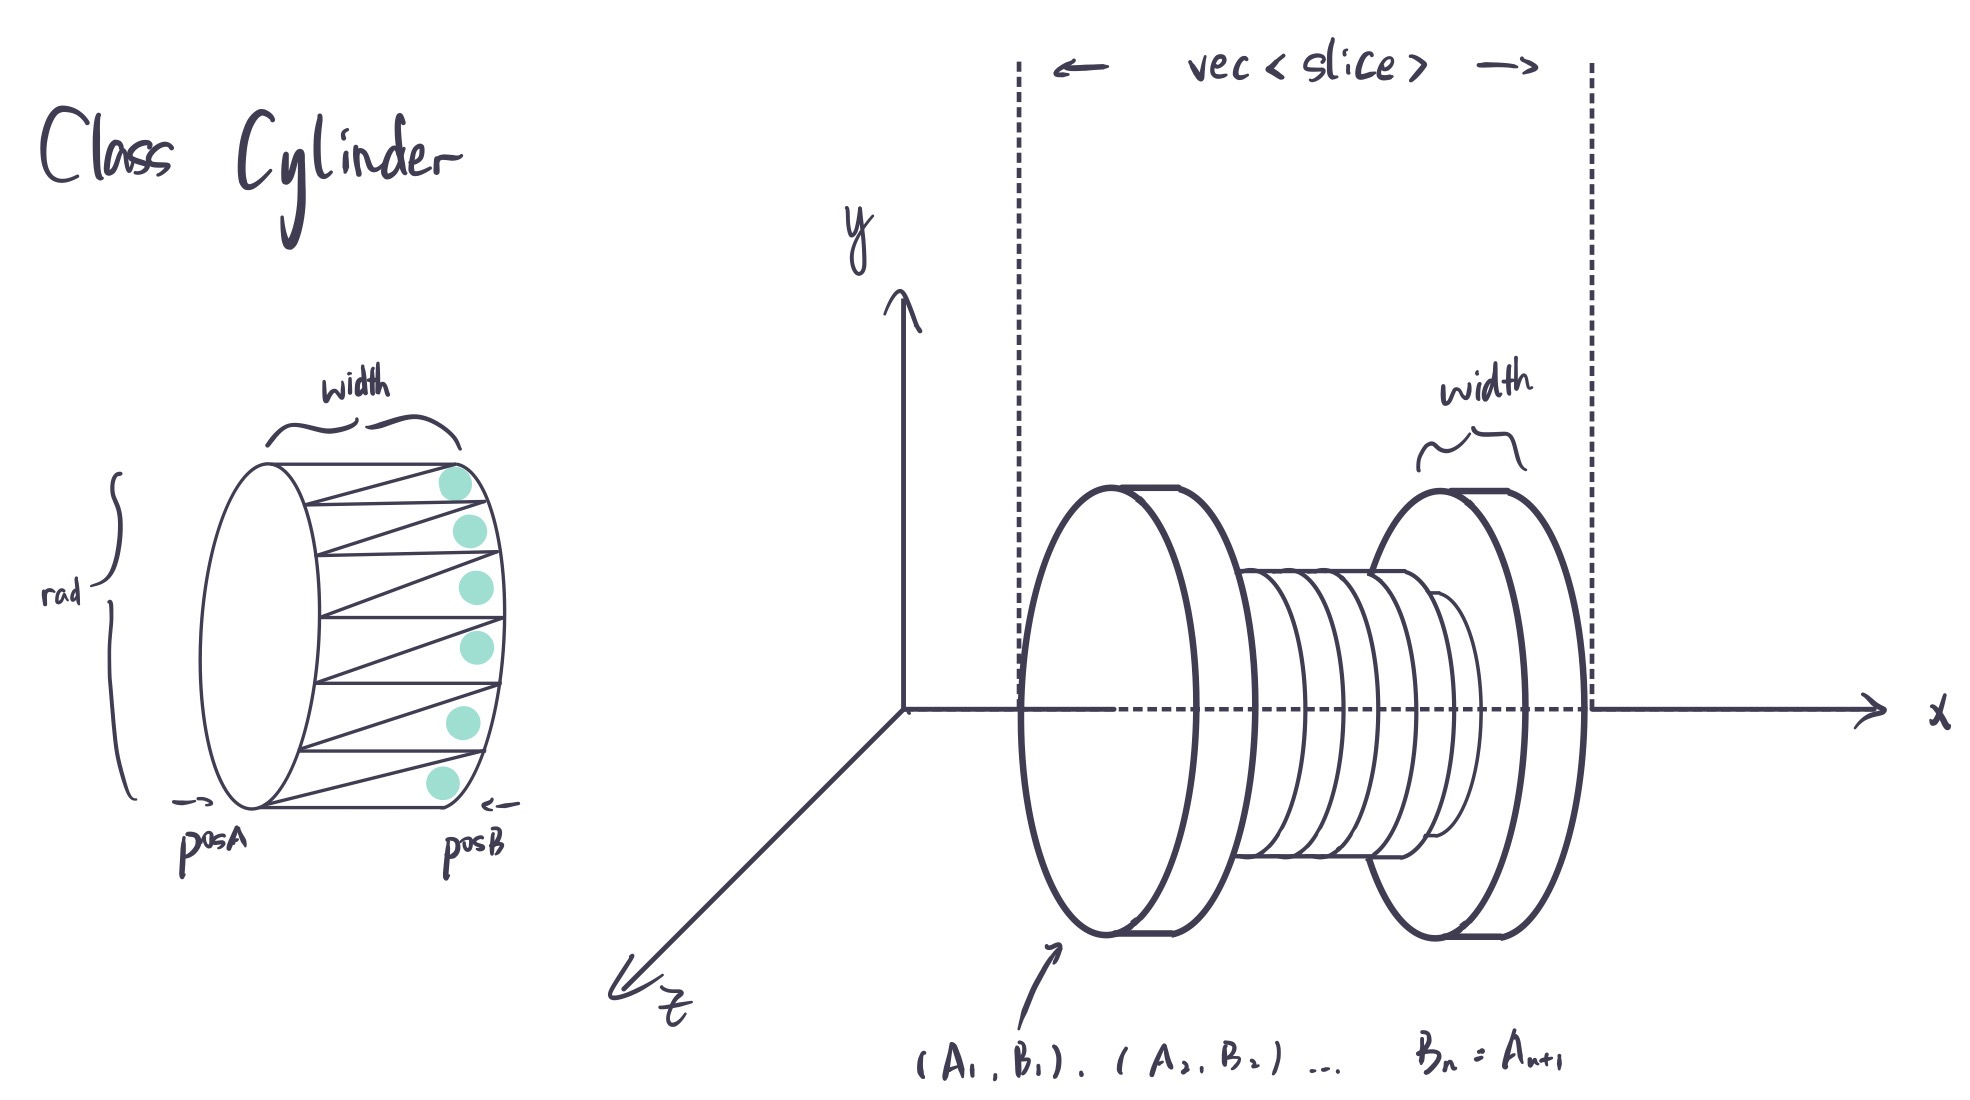 Class Cylinder
vec < slice >
y
width
width
rad
x
posA
posB
z
(A₁, B₁). (A₂, B₂) ... Bₙ = Aₙ₊₁